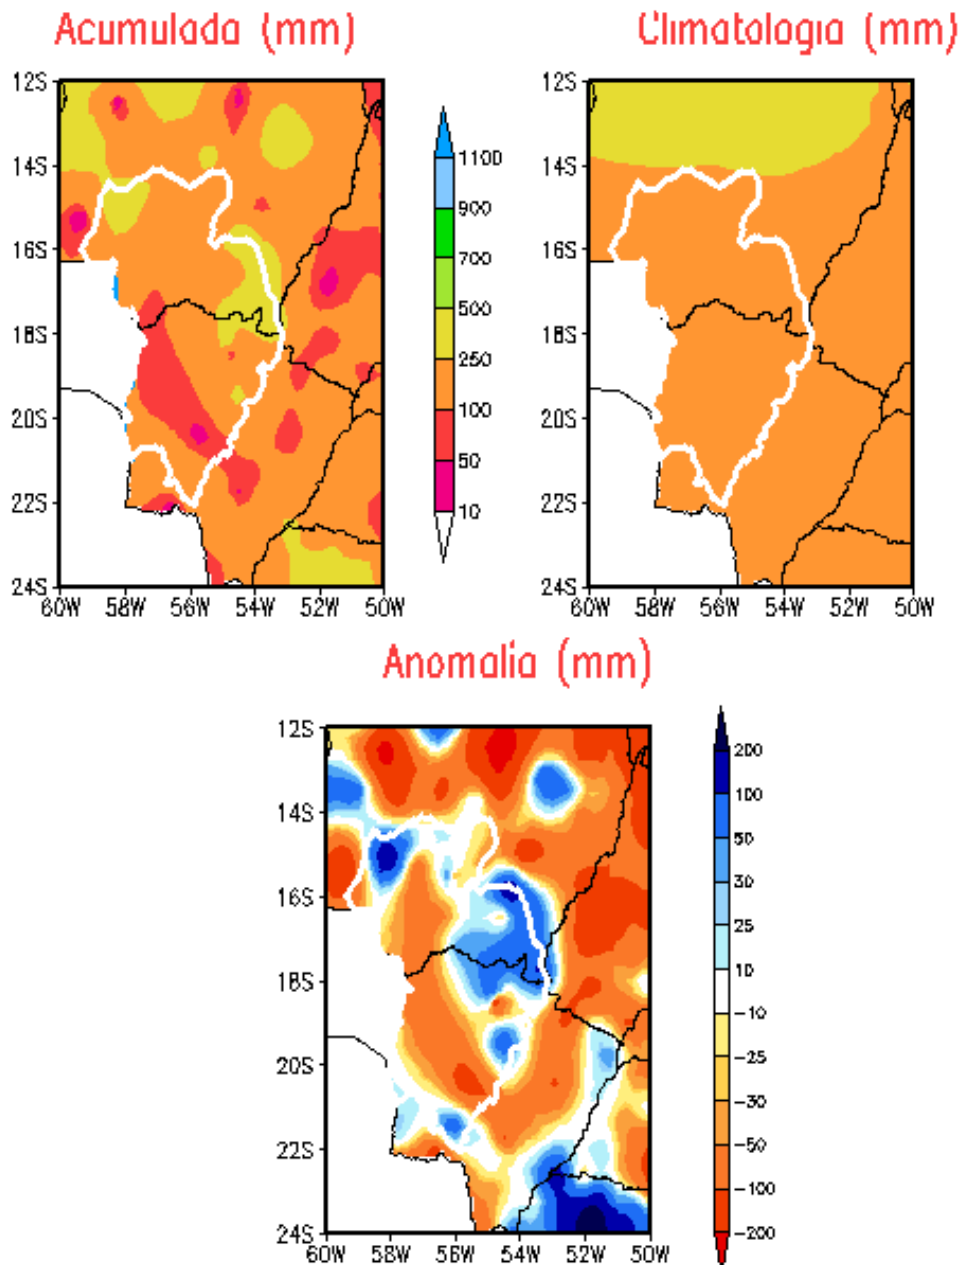 Acumulada (mm)
Climatologia (mm)
12S
14S
16S
18S
20S
22S
24S
60W 58W 56W 54W 52W 50W
1100
900
700
500
250
100
50
10
12S
14S
16S
18S
20S
22S
24S
60W 58W 56W 54W 52W 50W
Anomalia (mm)
12S
14S
16S
18S
20S
22S
24S
60W 58W 56W 54W 52W 50W
200
100
50
30
25
10
-10
-25
-30
-50
-100
-200